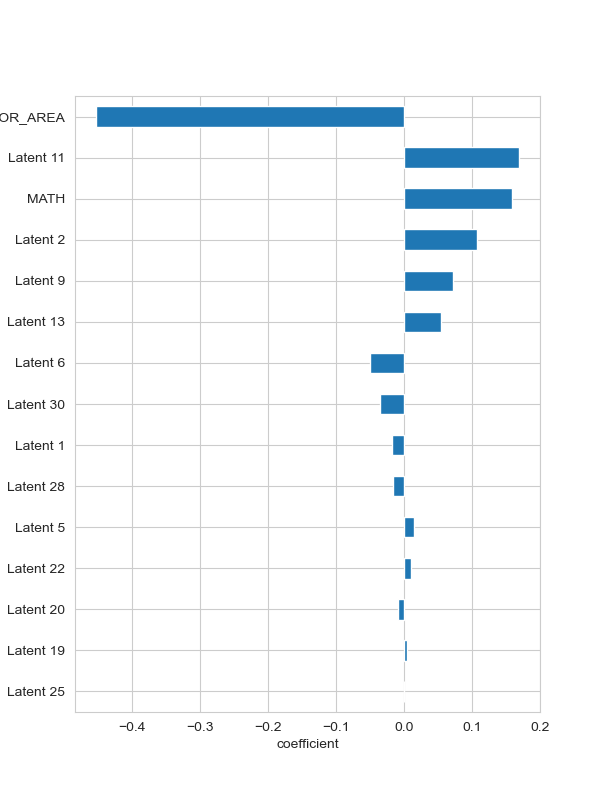 OR_AREA
Latent 11
MATH
Latent 2
Latent 9
Latent 13
Latent 6
Latent 30
Latent 1
Latent 28
Latent 5
Latent 22
Latent 20
Latent 19
Latent 25
−0.4 −0.3 −0.2 −0.1 0.0 0.1 0.2
coefficient